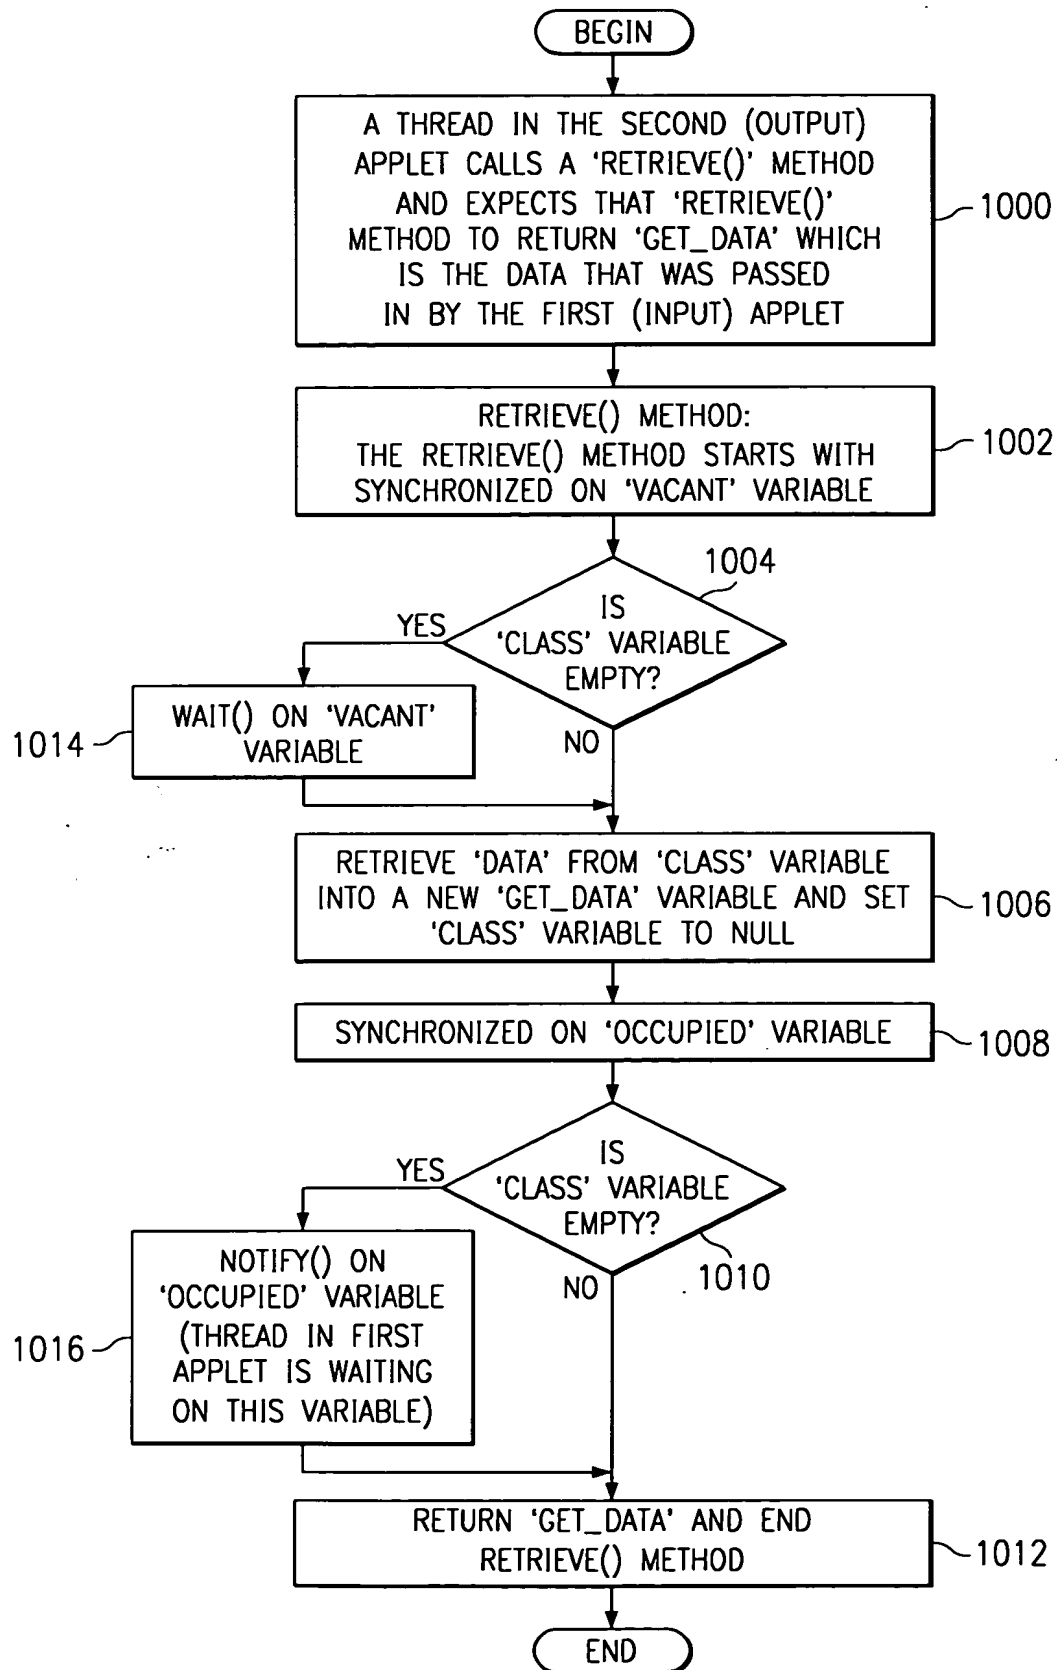 BEGIN
A THREAD IN THE SECOND (OUTPUT)
APPLET CALLS A ‘RETRIEVE()’ METHOD
AND EXPECTS THAT ‘RETRIEVE()’
METHOD TO RETURN ‘GET_DATA’ WHICH
IS THE DATA THAT WAS PASSED
IN BY THE FIRST (INPUT) APPLET
1000
RETRIEVE() METHOD:
THE RETRIEVE() METHOD STARTS WITH
SYNCHRONIZED ON ‘VACANT’ VARIABLE
1002
1004
IS
‘CLASS’ VARIABLE
EMPTY?
YES
NO
WAIT() ON ‘VACANT’
VARIABLE
1014
RETRIEVE ‘DATA’ FROM ‘CLASS’ VARIABLE
INTO A NEW ‘GET_DATA’ VARIABLE AND SET
‘CLASS’ VARIABLE TO NULL
1006
SYNCHRONIZED ON ‘OCCUPIED’ VARIABLE
1008
IS
‘CLASS’ VARIABLE
EMPTY?
YES
1010
NO
NOTIFY() ON
‘OCCUPIED’ VARIABLE
(THREAD IN FIRST
APPLET IS WAITING
ON THIS VARIABLE)
1016
RETURN ‘GET_DATA’ AND END
RETRIEVE() METHOD
1012
END